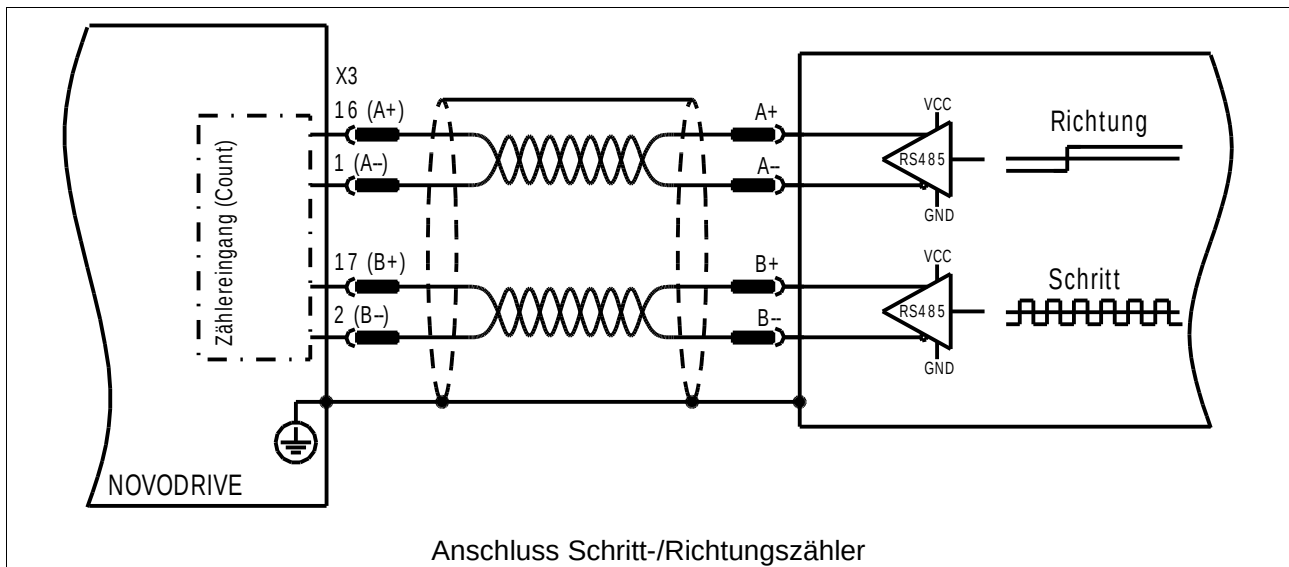 X3
16 (A+)
1 (A–)
17 (B+)
2 (B–)
Zählereingang (Count)
NOVODRIVE
A+
A–
B+
B–
VCC
RS485
GND
Richtung
VCC
RS485
GND
Schritt
Anschluss Schritt-/Richtungszähler